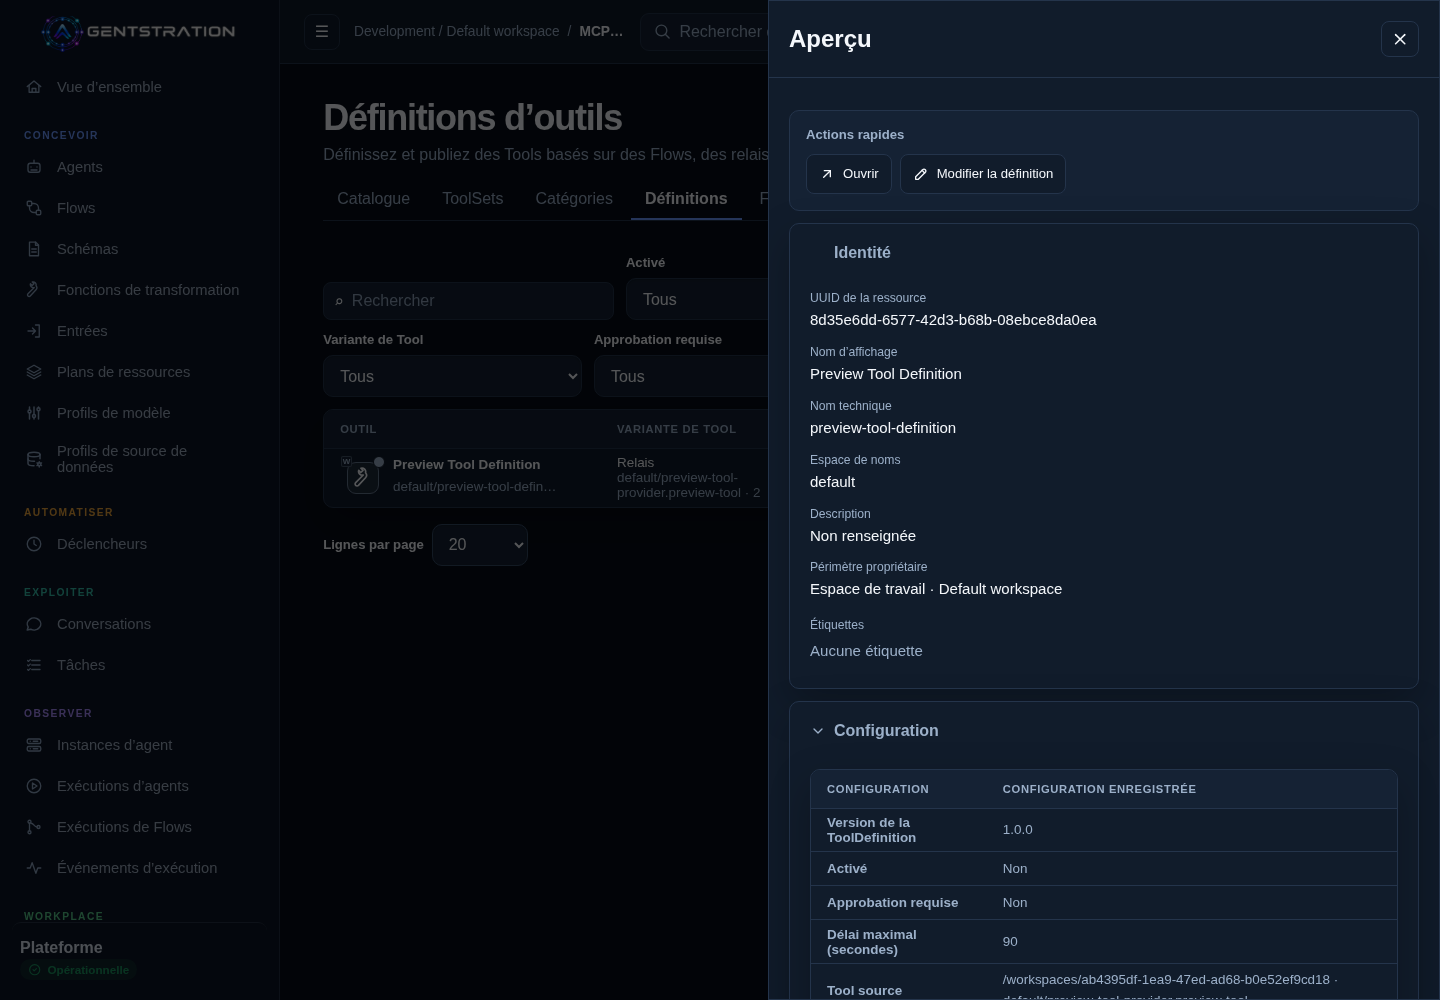 GENTSTRATION
Vue d’ensemble
CONCEVOIR
Agents
Flows
Schémas
Fonctions de transformation
Entrées
Plans de ressources
Profils de modèle
Profils de source de
données
AUTOMATISER
Déclencheurs
EXPLOITER
Conversations
Tâches
OBSERVER
Instances d’agent
Exécutions d’agents
Exécutions de Flows
Événements d’exécution
WORKPLACE
Plateforme
Opérationnelle
Development / Default workspace / MCP…
Rechercher
Définitions d’outils
Définissez et publiez des Tools basés sur des Flows, des relais
Catalogue ToolSets Catégories Définitions F
Activé
Rechercher
Tous
Variante de Tool Approbation requise
Tous Tous
OUTIL VARIANTE DE TOOL
W
Preview Tool Definition
default/preview-tool-defin…
Relais
default/preview-tool-
provider.preview-tool · 2
Lignes par page 20
Aperçu
Actions rapides
Ouvrir Modifier la définition
Identité
UUID de la ressource
8d35e6dd-6577-42d3-b68b-08ebce8da0ea
Nom d’affichage
Preview Tool Definition
Nom technique
preview-tool-definition
Espace de noms
default
Description
Non renseignée
Périmètre propriétaire
Espace de travail · Default workspace
Étiquettes
Aucune étiquette
Configuration
CONFIGURATION CONFIGURATION ENREGISTRÉE
Version de la
ToolDefinition
1.0.0
Activé Non
Approbation requise Non
Délai maximal
(secondes)
90
Tool source
/workspaces/ab4395df-1ea9-47ed-ad68-b0e52ef9cd18 ·
default/preview-tool-provider.preview-tool